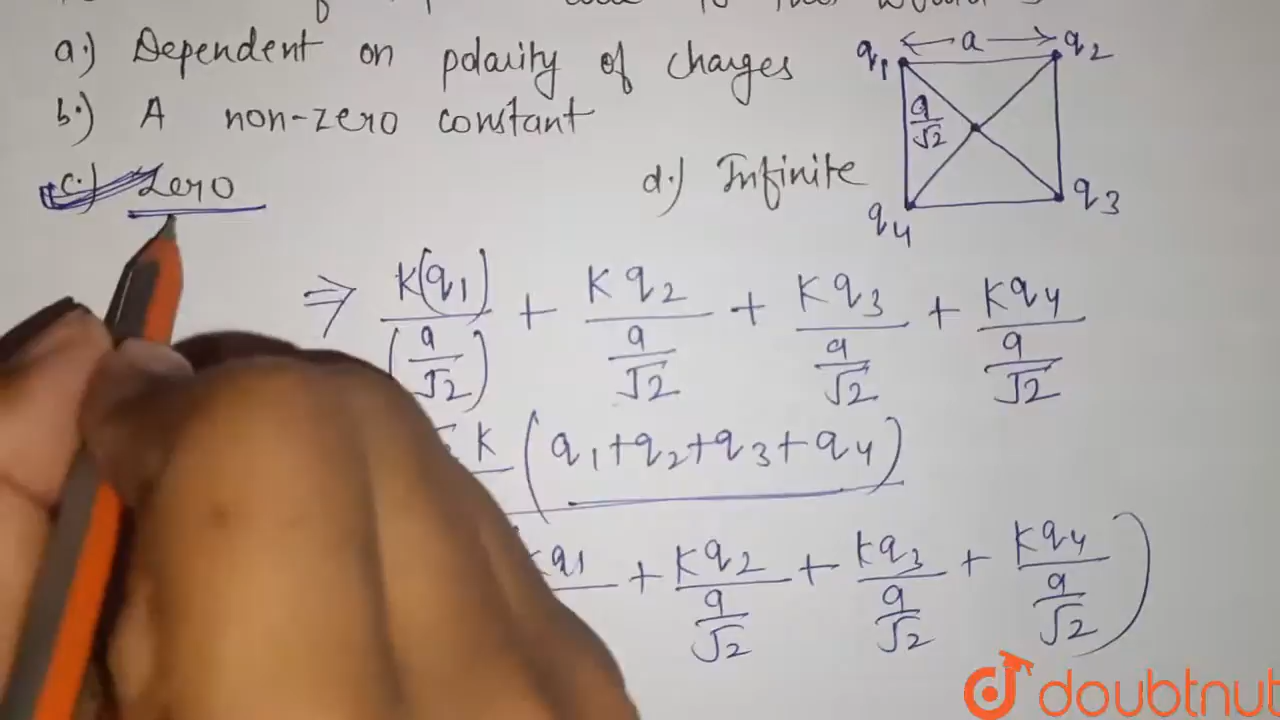 a.) Dependent on polarity of charges
b.) A non-zero constant
c.) Zero
d.) Infinite
a
q1
q2
a/√2
q4
q3
⇒ K(q1)/(a/√2) + Kq2/(a/√2) + Kq3/(a/√2) + Kq4/(a/√2)
K (q1+q2+q3+q4)
Kq1 + Kq2/(a/√2) + Kq3/(a/√2) + Kq4/(a/√2) )
doubtnut